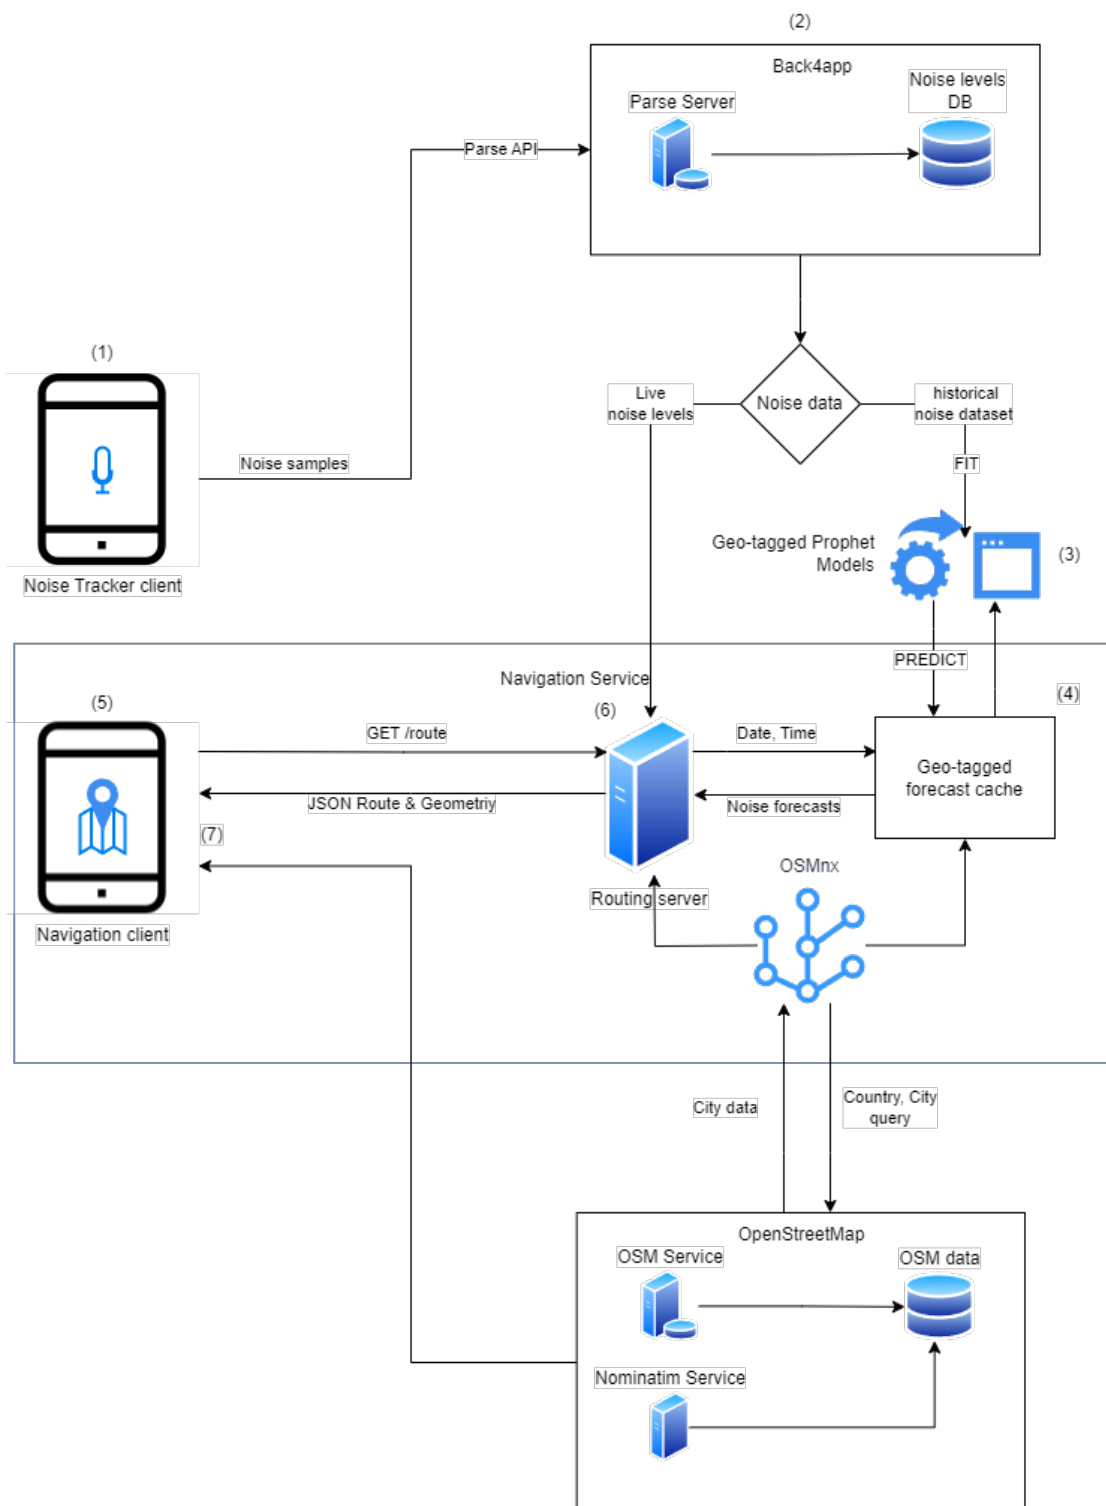 (2)
Back4app
Parse Server
Noise levels
DB
Parse API
(1)
Noise samples
Noise Tracker client
Live
noise levels
Noise data
historical
noise dataset
FIT
Geo-tagged Prophet
Models
(3)
PREDICT
Navigation Service
(4)
(5)
(6)
GET /route
Date, Time
Geo-tagged
forecast cache
JSON Route & Geometriy
Noise forecasts
(7)
OSMnx
Routing server
Navigation client
City data
Country, City
query
OpenStreetMap
OSM Service
OSM data
Nominatim Service